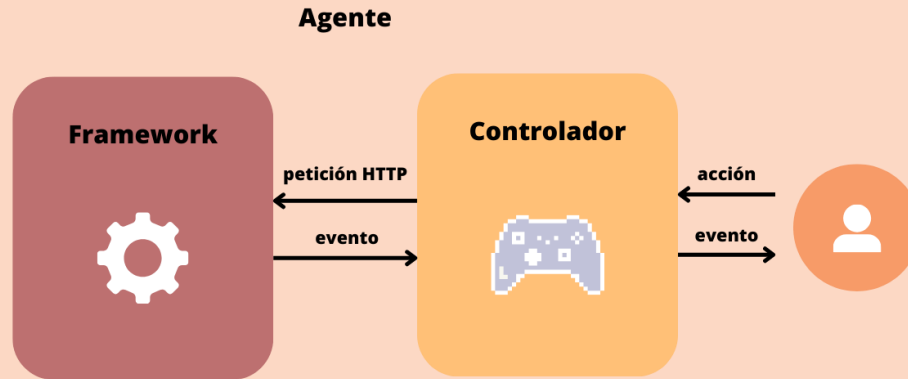 Agente
Framework
Controlador
petición HTTP
evento
acción
evento